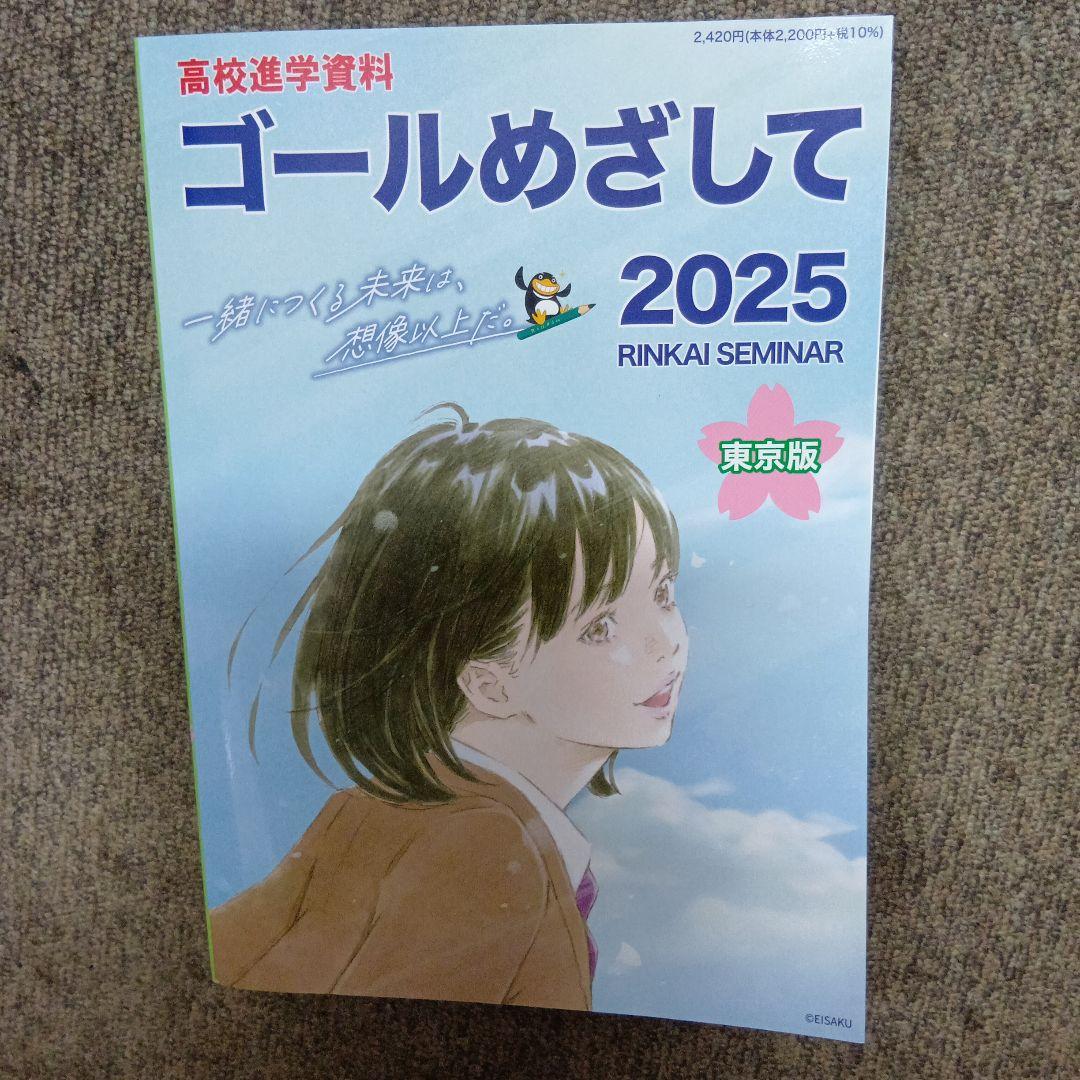 2,420円(本体2,200円+税10%)
高校進学資料
ゴールめざして
一緒につくる未来は、
想像以上だ。
2025
RINKAI SEMINAR
東京版
©EISAKU